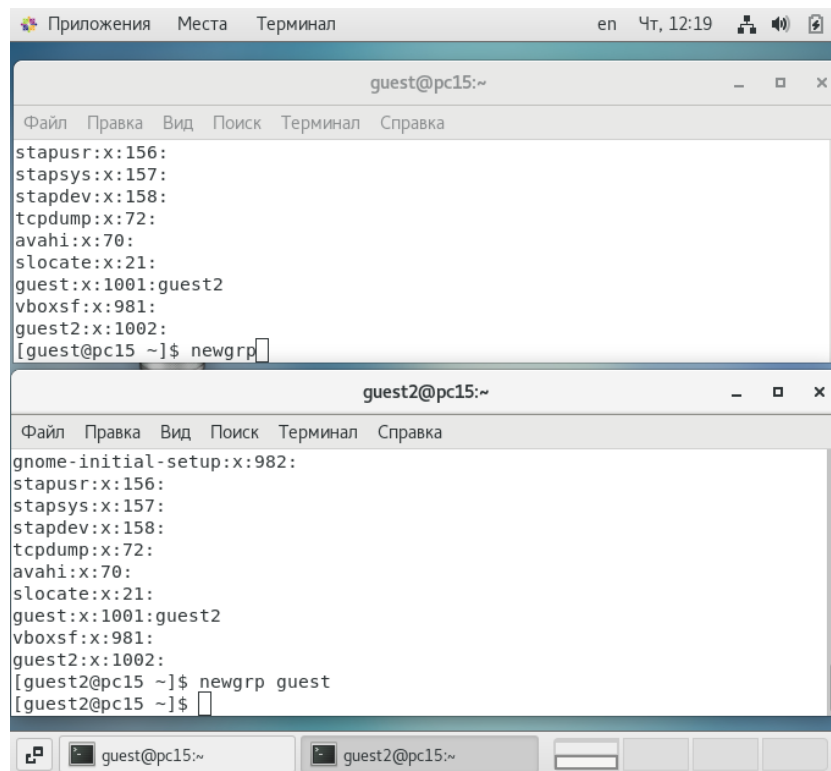 Приложения Места Терминал en Чт, 12:19
guest@pc15:~
Файл Правка Вид Поиск Терминал Справка
stapusr:x:156:
stapsys:x:157:
stapdev:x:158:
tcpdump:x:72:
avahi:x:70:
slocate:x:21:
guest:x:1001:guest2
vboxsf:x:981:
guest2:x:1002:
[guest@pc15 ~]$ newgrp
guest2@pc15:~
Файл Правка Вид Поиск Терминал Справка
gnome-initial-setup:x:982:
stapusr:x:156:
stapsys:x:157:
stapdev:x:158:
tcpdump:x:72:
avahi:x:70:
slocate:x:21:
guest:x:1001:guest2
vboxsf:x:981:
guest2:x:1002:
[guest2@pc15 ~]$ newgrp guest
[guest2@pc15 ~]$
guest@pc15:~ guest2@pc15:~